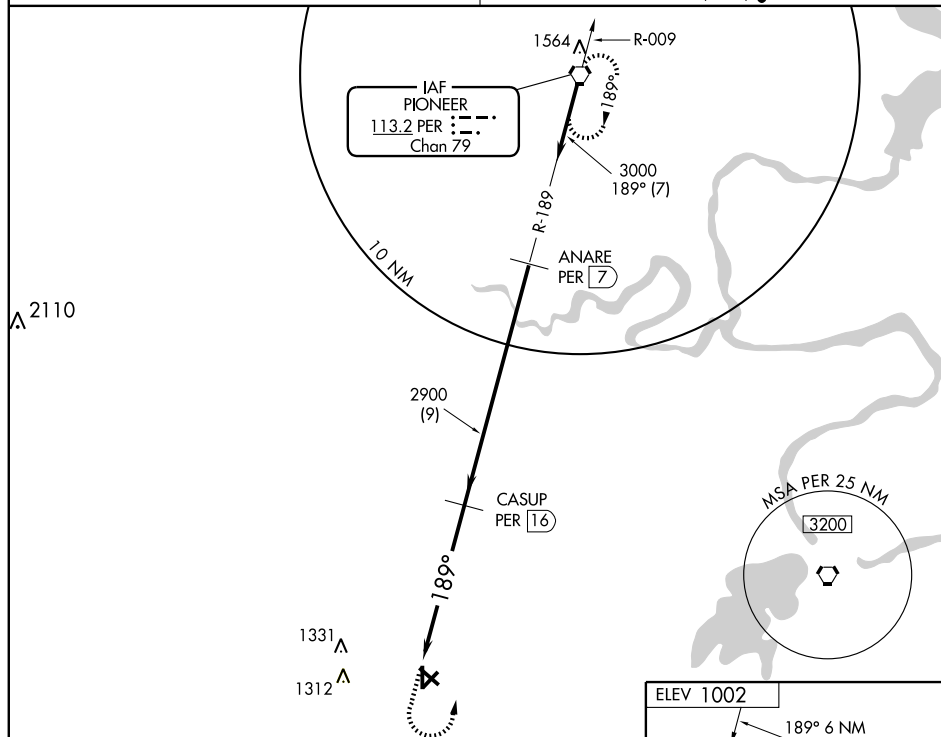 1564
R-009
IAF
PIONEER
113.2 PER
Chan 79
189°
3000
189° (7)
R-189
10 NM
ANARE
PER 7
2110
2900
(9)
CASUP
PER 16
MSA PER 25 NM
3200
189°
1331
1312
ELEV 1002
189° 6 NM